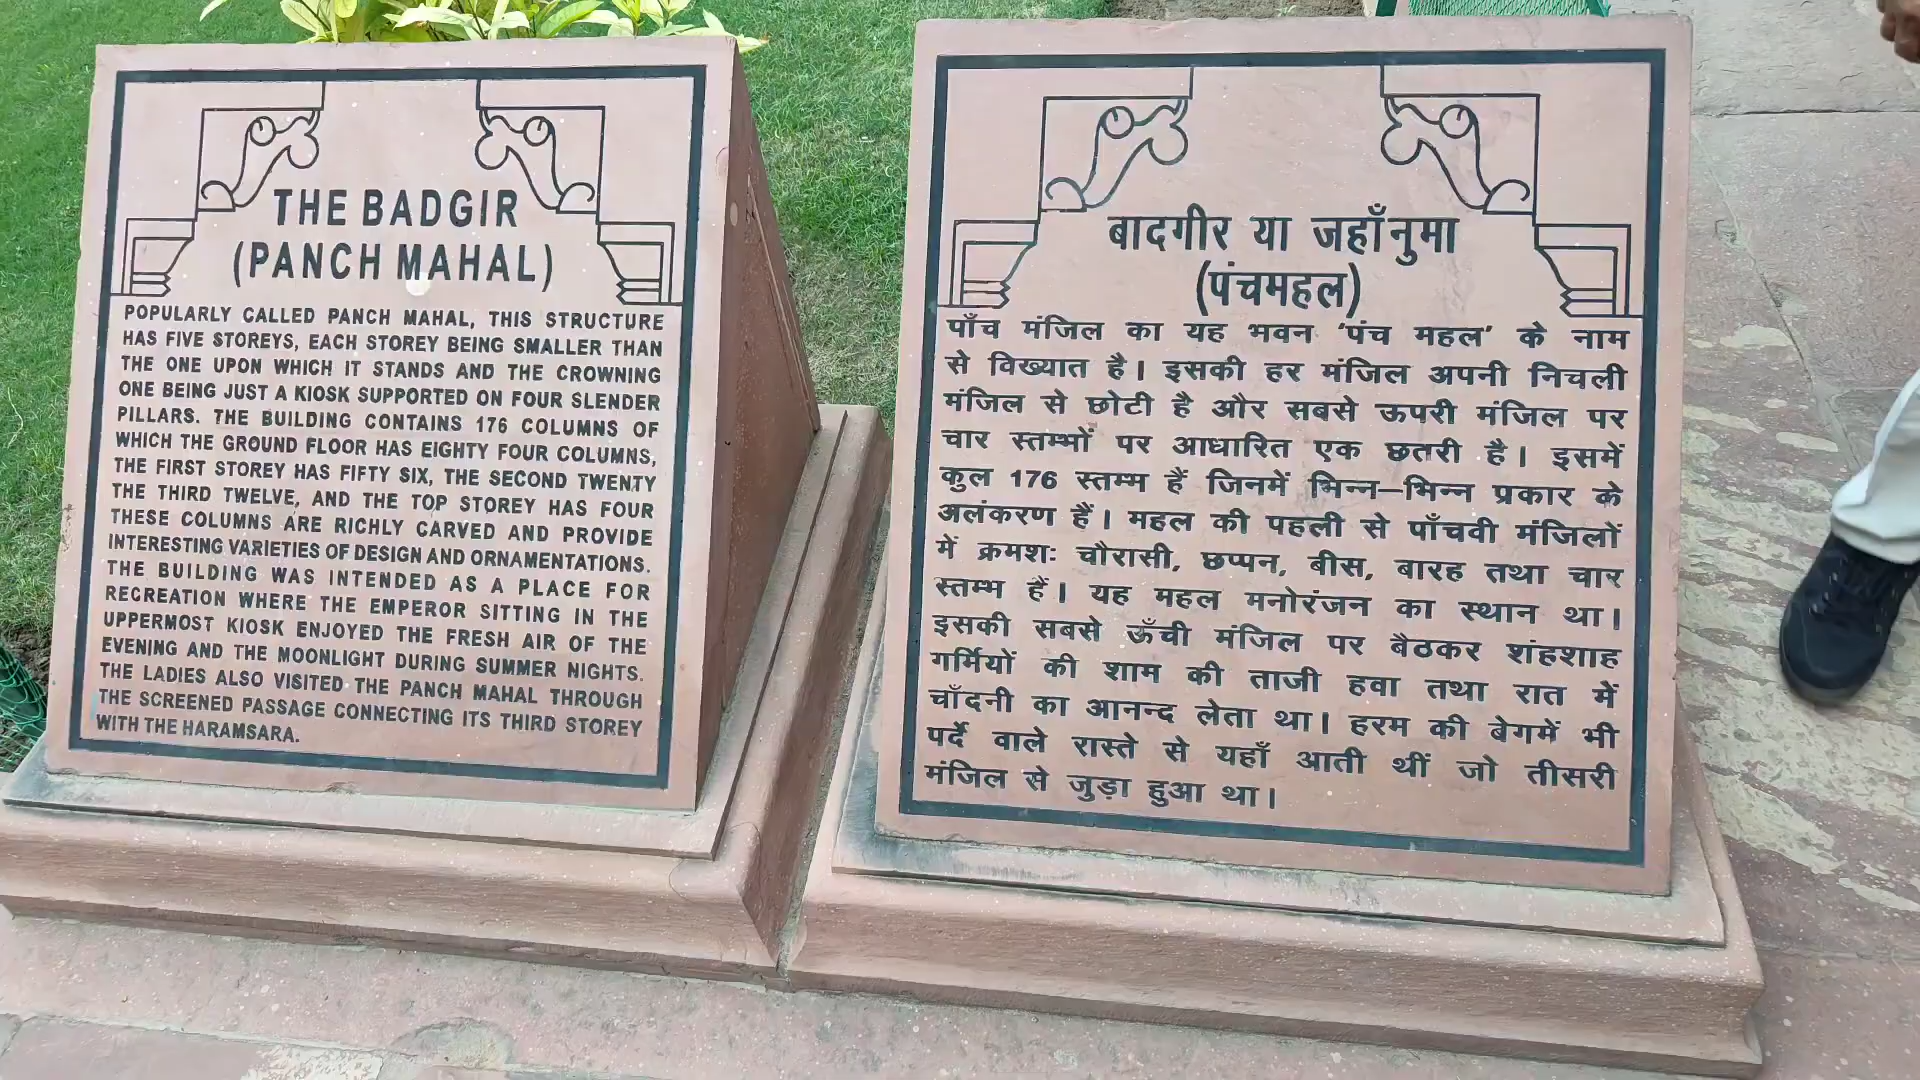 THE BADGIR
(PANCH MAHAL)
POPULARLY CALLED PANCH MAHAL, THIS STRUCTURE
HAS FIVE STOREYS, EACH STOREY BEING SMALLER THAN
THE ONE UPON WHICH IT STANDS AND THE CROWNING
ONE BEING JUST A KIOSK SUPPORTED ON FOUR SLENDER
PILLARS. THE BUILDING CONTAINS 176 COLUMNS OF
WHICH THE GROUND FLOOR HAS EIGHTY FOUR COLUMNS,
THE FIRST STOREY HAS FIFTY SIX, THE SECOND TWENTY
THE THIRD TWELVE, AND THE TOP STOREY HAS FOUR
THESE COLUMNS ARE RICHLY CARVED AND PROVIDE
INTERESTING VARIETIES OF DESIGN AND ORNAMENTATIONS.
THE BUILDING WAS INTENDED AS A PLACE FOR
RECREATION WHERE THE EMPEROR SITTING IN THE
UPPERMOST KIOSK ENJOYED THE FRESH AIR OF THE
EVENING AND THE MOONLIGHT DURING SUMMER NIGHTS.
THE LADIES ALSO VISITED THE PANCH MAHAL THROUGH
THE SCREENED PASSAGE CONNECTING ITS THIRD STOREY
WITH THE HARAMSARA.
बादगीर या जहाँनुमा
(पंचमहल)
पाँच मंजिल का यह भवन 'पंच महल' के नाम
से विख्यात है। इसकी हर मंजिल अपनी निचली
मंजिल से छोटी है और सबसे ऊपरी मंजिल पर
चार स्तम्भों पर आधारित एक छतरी है। इसमें
कुल 176 स्तम्भ हैं जिनमें भिन्न–भिन्न प्रकार के
अलंकरण हैं। महल की पहली से पाँचवी मंजिलों
में क्रमशः चौरासी, छप्पन, बीस, बारह तथा चार
स्तम्भ हैं। यह महल मनोरंजन का स्थान था।
इसकी सबसे ऊँची मंजिल पर बैठकर शंहशाह
गर्मियों की शाम की ताजी हवा तथा रात में
चाँदनी का आनन्द लेता था। हरम की बेगमें भी
पर्दे वाले रास्ते से यहाँ आती थीं जो तीसरी
मंजिल से जुड़ा हुआ था।